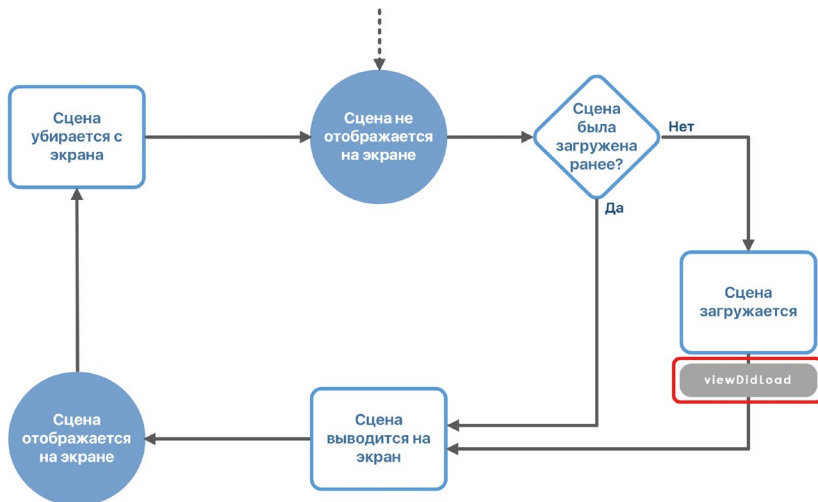 Сцена
убирается с
экрана
Сцена не
отображается
на экране
Сцена
была
загружена
ранее?
Нет
Да
Сцена
загружается
viewDidLoad
Сцена
отображается
на экране
Сцена
выводится на
экран